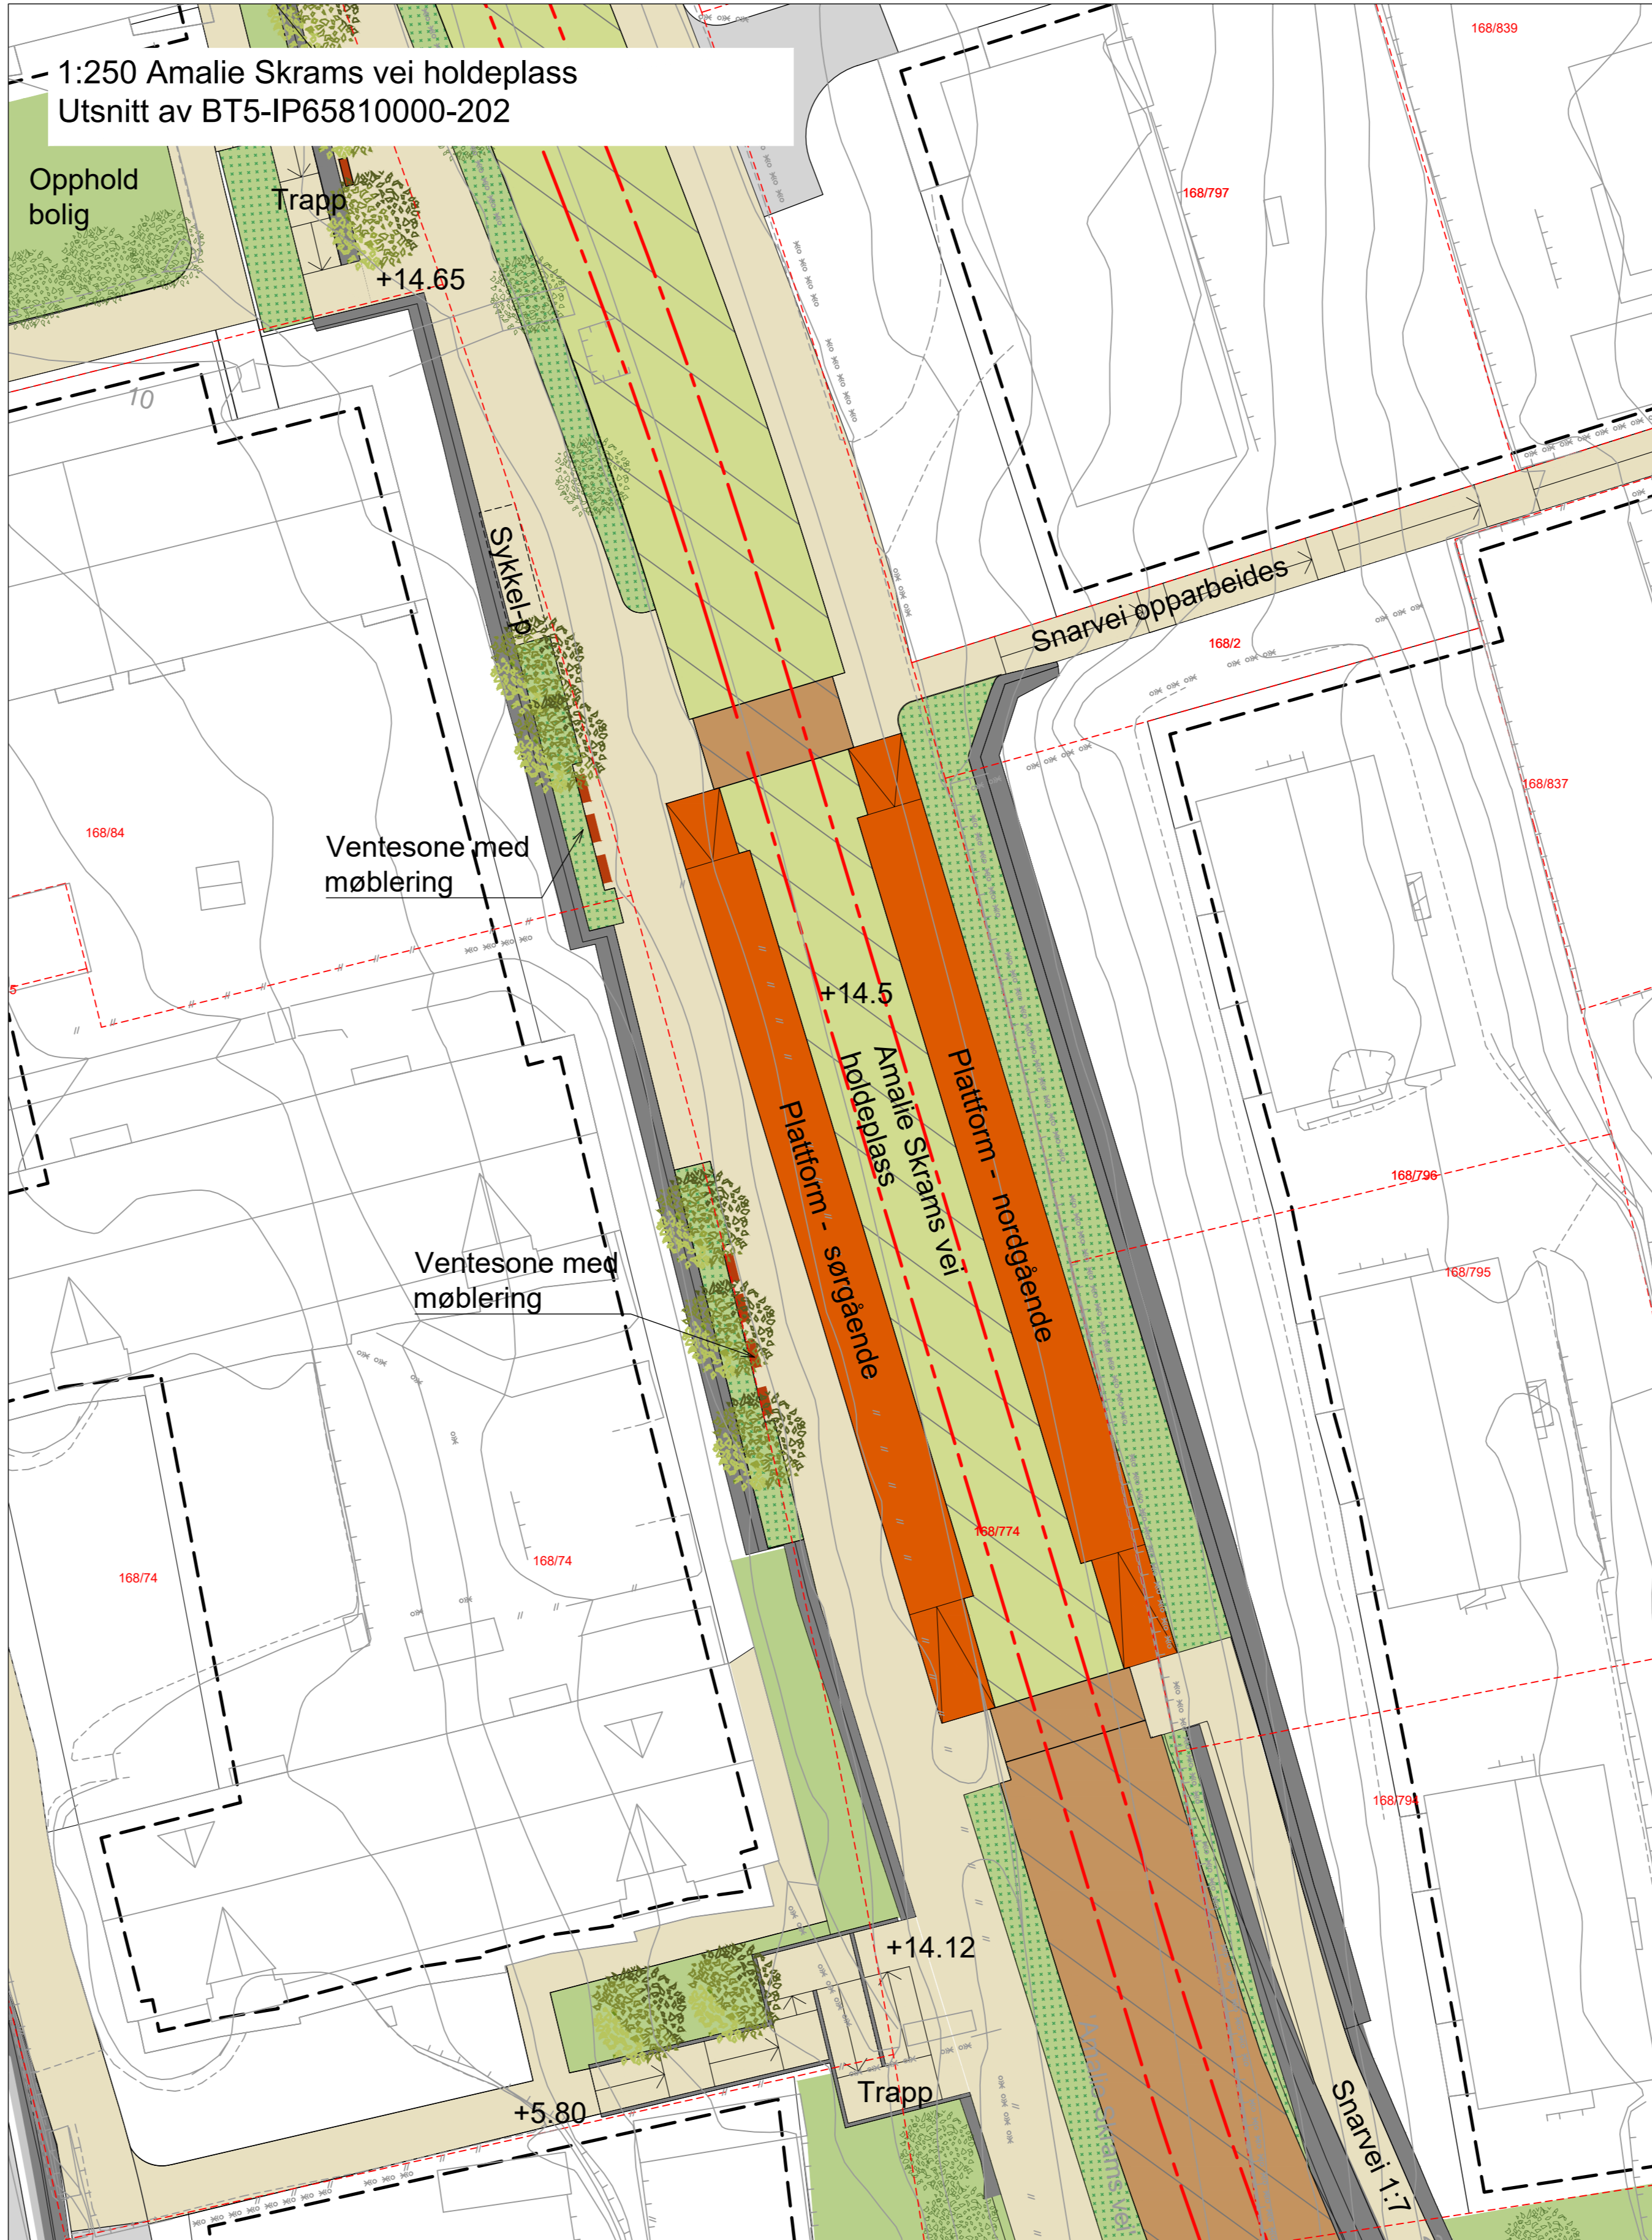 1:250 Amalie Skrams vei holdeplass
Utsnitt av BT5-IP65810000-202
168/839
Opphold
bolig
Trapp
168/797
+14.65
10
Sykkel-p
Snarvei opparbeides
168/2
168/837
168/84
Ventesone med
møblering
5
+14.5
Amalie Skrams vei
holdeplass
Plattform - nordgående
Plattform - sørgående
168/796
Ventesone med
møblering
168/795
168/774
168/74
168/74
168/794
+14.12
Amalie Skrams vei
Trapp
+5.80
Snarvei 1:7